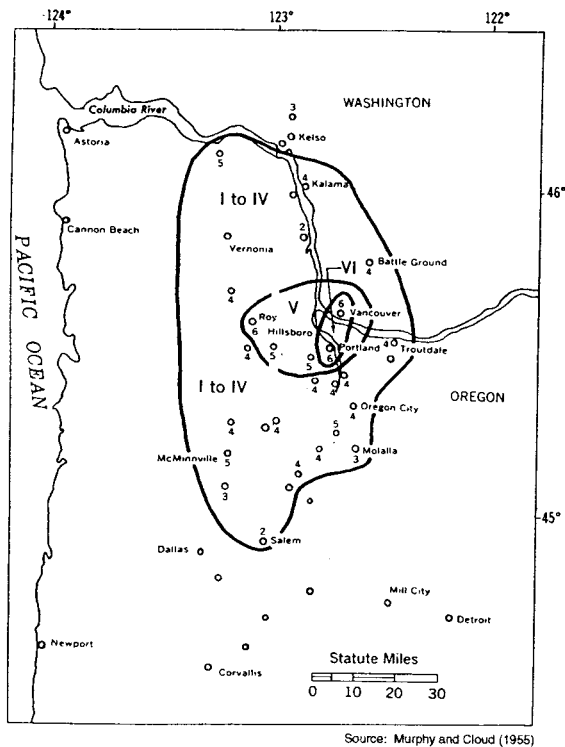 -124° -123° -122°
Columbia River
WASHINGTON
3
Kelso
Astoria
5
4
Kalama
46°
I to IV
Cannon Beach
2
Vernonia
VI
Battle Ground
4
4
V
6
Vancouver
Roy
6
Hillsboro
4
5
5
6
Portland
4
Troutdale
4
4
4
PACIFIC OCEAN
I to IV
OREGON
4
Oregon City
4
4
5
McMinnville
5
4
3
Molalla
4
3
45°
2
Salem
Dallas
Mill City
Detroit
Newport
Corvallis
Statute Miles
0 10 20 30
Source: Murphy and Cloud (1955)